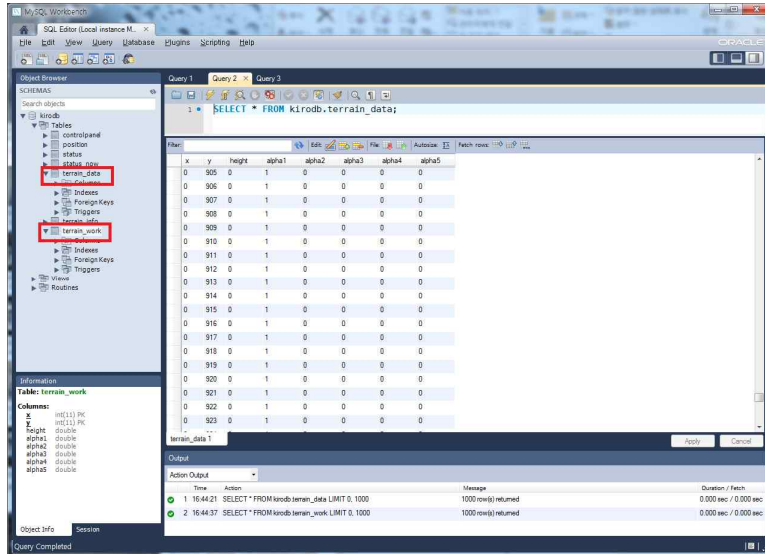 MySQL Workbench
SQL Editor (Local instance M... ×
File Edit View Query Database Plugins Scripting Help
Object Browser
SCHEMAS
Search objects
kirodb
Tables
controlpanel
position
status
status_now
terrain_data
Columns
Indexes
Foreign Keys
Triggers
terrain_info
terrain_work
Columns
Indexes
Foreign Keys
Triggers
Views
Routines
Information
Table: terrain_work
Columns:
x int(11) PK
y int(11) PK
height double
alpha1 double
alpha2 double
alpha3 double
alpha4 double
alpha5 double
Object Info Session
Query Completed
Query 1 Query 2 × Query 3
1 SELECT * FROM kirodb.terrain_data;
Filter: Edit: File: Autosize: Fetch rows:
x y height alpha1 alpha2 alpha3 alpha4 alpha5
0 905 0 1 0 0 0 0
0 906 0 1 0 0 0 0
0 907 0 1 0 0 0 0
0 908 0 1 0 0 0 0
0 909 0 1 0 0 0 0
0 910 0 1 0 0 0 0
0 911 0 1 0 0 0 0
0 912 0 1 0 0 0 0
0 913 0 1 0 0 0 0
0 914 0 1 0 0 0 0
0 915 0 1 0 0 0 0
0 916 0 1 0 0 0 0
0 917 0 1 0 0 0 0
0 918 0 1 0 0 0 0
0 919 0 1 0 0 0 0
0 920 0 1 0 0 0 0
0 921 0 1 0 0 0 0
0 922 0 1 0 0 0 0
0 923 0 1 0 0 0 0
terrain_data 1
Apply Cancel
Output
Action Output
Time Action Message Duration / Fetch
1 16:44:21 SELECT * FROM kirodb.terrain_data LIMIT 0, 1000 1000 row(s) returned 0.000 sec / 0.000 sec
2 16:44:37 SELECT * FROM kirodb.terrain_work LIMIT 0, 1000 1000 row(s) returned 0.000 sec / 0.000 sec